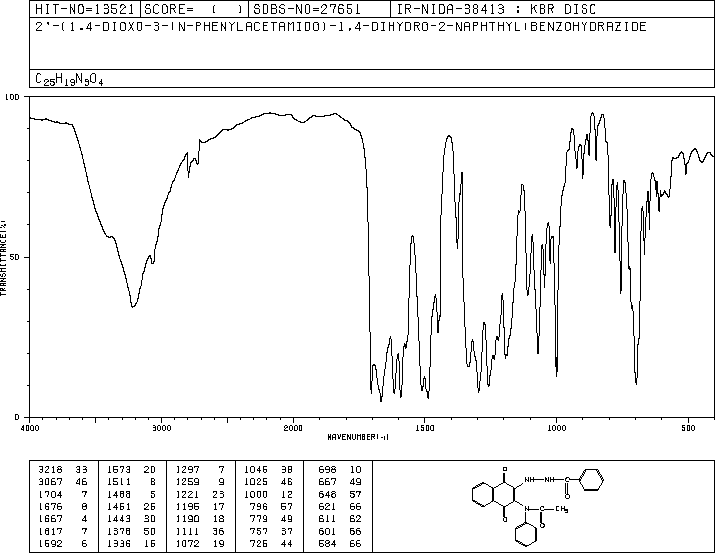 HIT-NO=13521 SCORE= ( ) SDBS-NO=27651 IR-NIDA-38413 : KBR DISC
2'-(1,4-DIOXO-3-(N-PHENYLACETAMIDO)-1,4-DIHYDRO-2-NAPHTHYL)BENZOHYDRAZIDE
C25H19N3O4
100
50
0
TRANSMITTANCE(%)
4000 3000 2000 1500 1000 500
WAVENUMBER(-1)
3218 33 1573 20 1297 7 1046 38 698 10
3067 46 1511 8 1259 9 1025 46 667 49
1704 7 1488 5 1221 23 1000 12 648 57
1676 8 1451 26 1196 17 796 57 621 66
1667 4 1443 30 1190 18 779 49 611 62
1617 7 1378 50 1111 36 757 37 601 66
1592 6 1336 15 1072 19 726 44 584 66
O
NH NH C
O
N C CH3
O
O